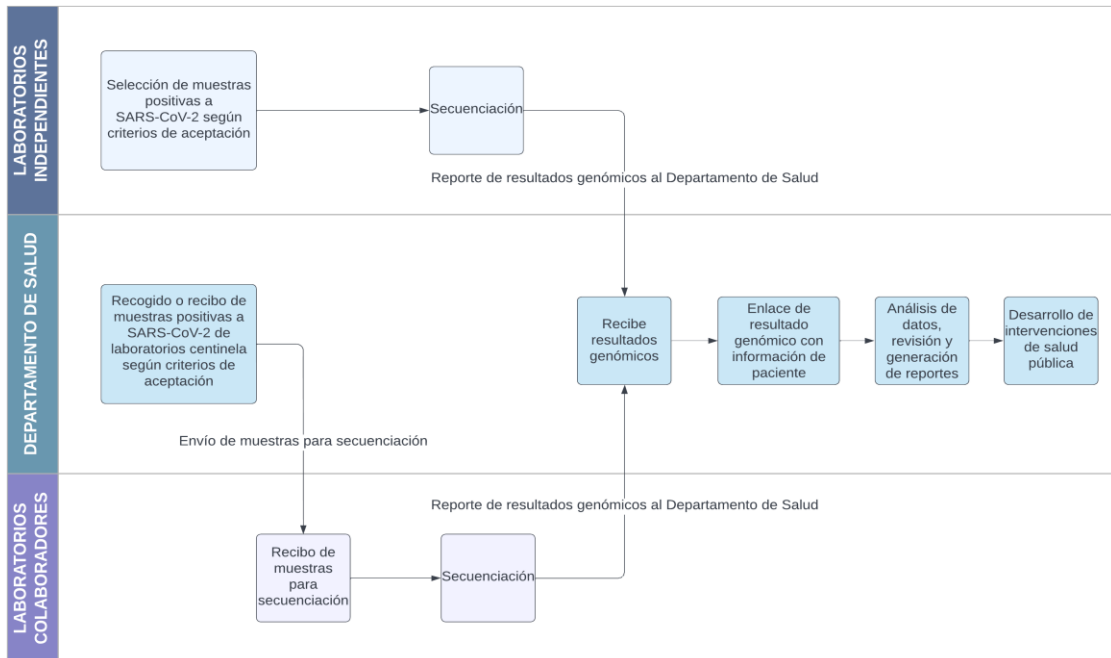 LABORATORIOS
INDEPENDIENTES
Selección de muestras
positivas a
SARS-CoV-2 según
criterios de aceptación
Secuenciación
Reporte de resultados genómicos al Departamento de Salud
DEPARTAMENTO DE SALUD
Recogido o recibo de
muestras positivas a
SARS-CoV-2 de
laboratorios centinela
según criterios de
aceptación
Recibe
resultados
genómicos
Enlace de
resultado
genómico con
información de
paciente
Análisis de
datos,
revisión y
generación
de reportes
Desarrollo de
intervenciones
de salud
pública
Envío de muestras para secuenciación
LABORATORIOS
COLABORADORES
Reporte de resultados genómicos al Departamento de Salud
Recibo de
muestras
para
secuenciación
Secuenciación